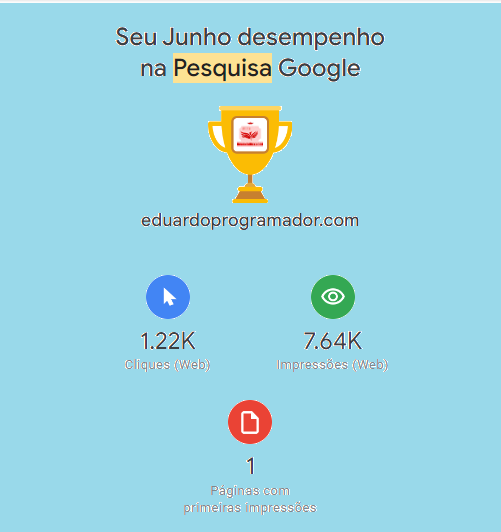 Seu Junho desempenho
na Pesquisa Google
eduardoprogramador.com
1.22K
Cliques (Web)
7.64K
Impressões (Web)
1
Páginas com
primeiras impressões